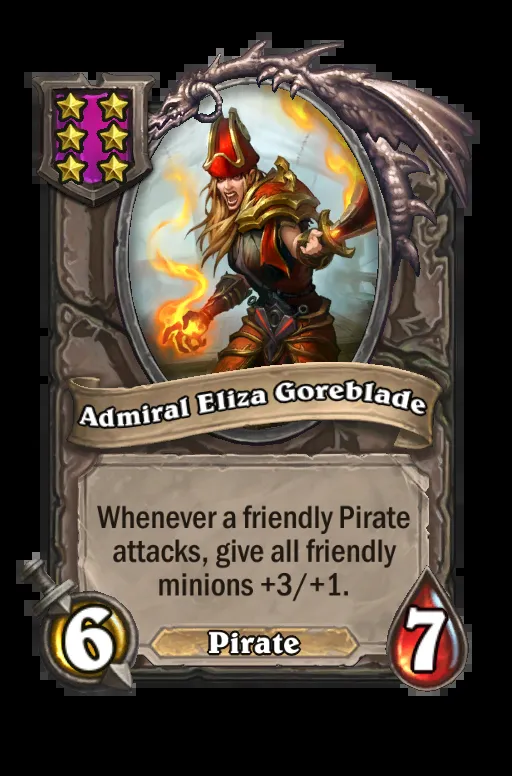 Admiral Eliza Goreblade
Whenever a friendly Pirate
attacks, give all friendly
minions +3/+1.
6
Pirate
7